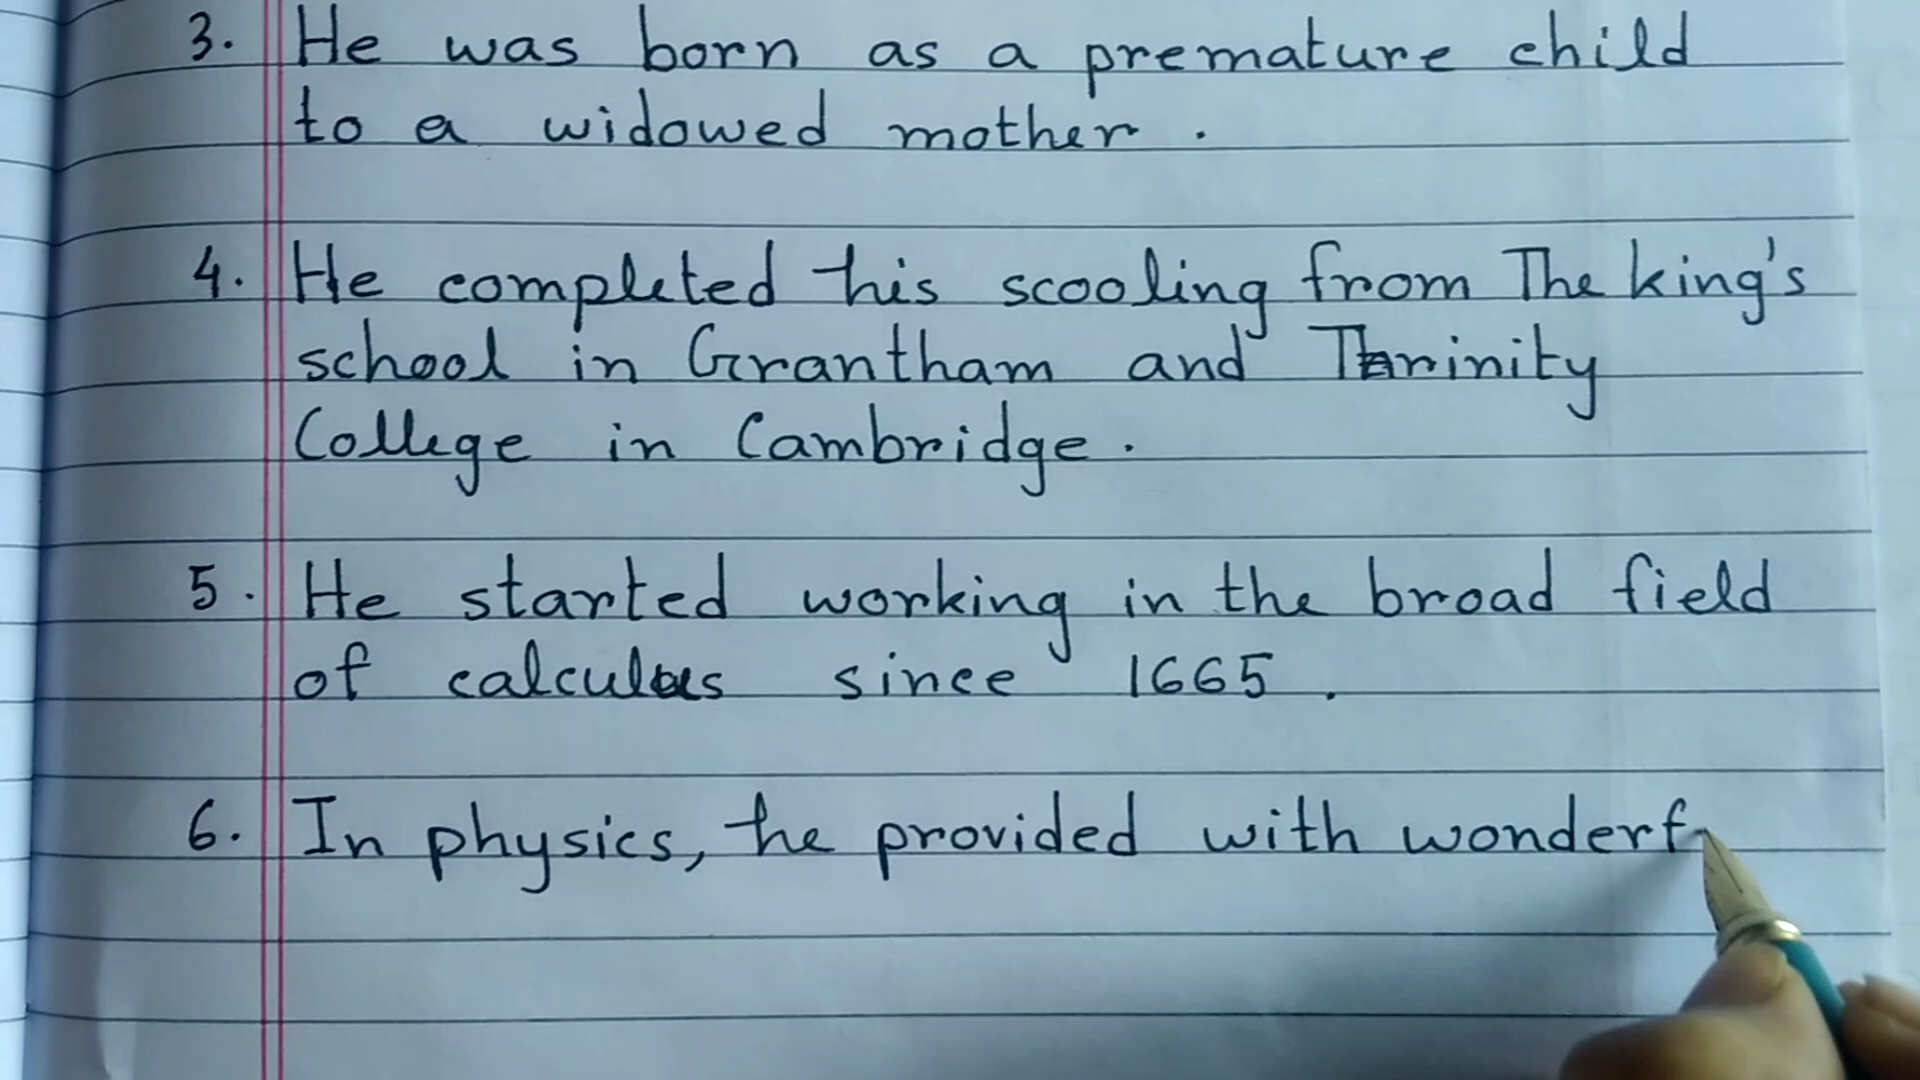 3. He was born as a premature child
to a widowed mother.
4. He completed his scooling from The king's
school in Grantham and Trinity
College in Cambridge.
5. He started working in the broad field
of calculus since 1665.
6. In physics, he provided with wonderf